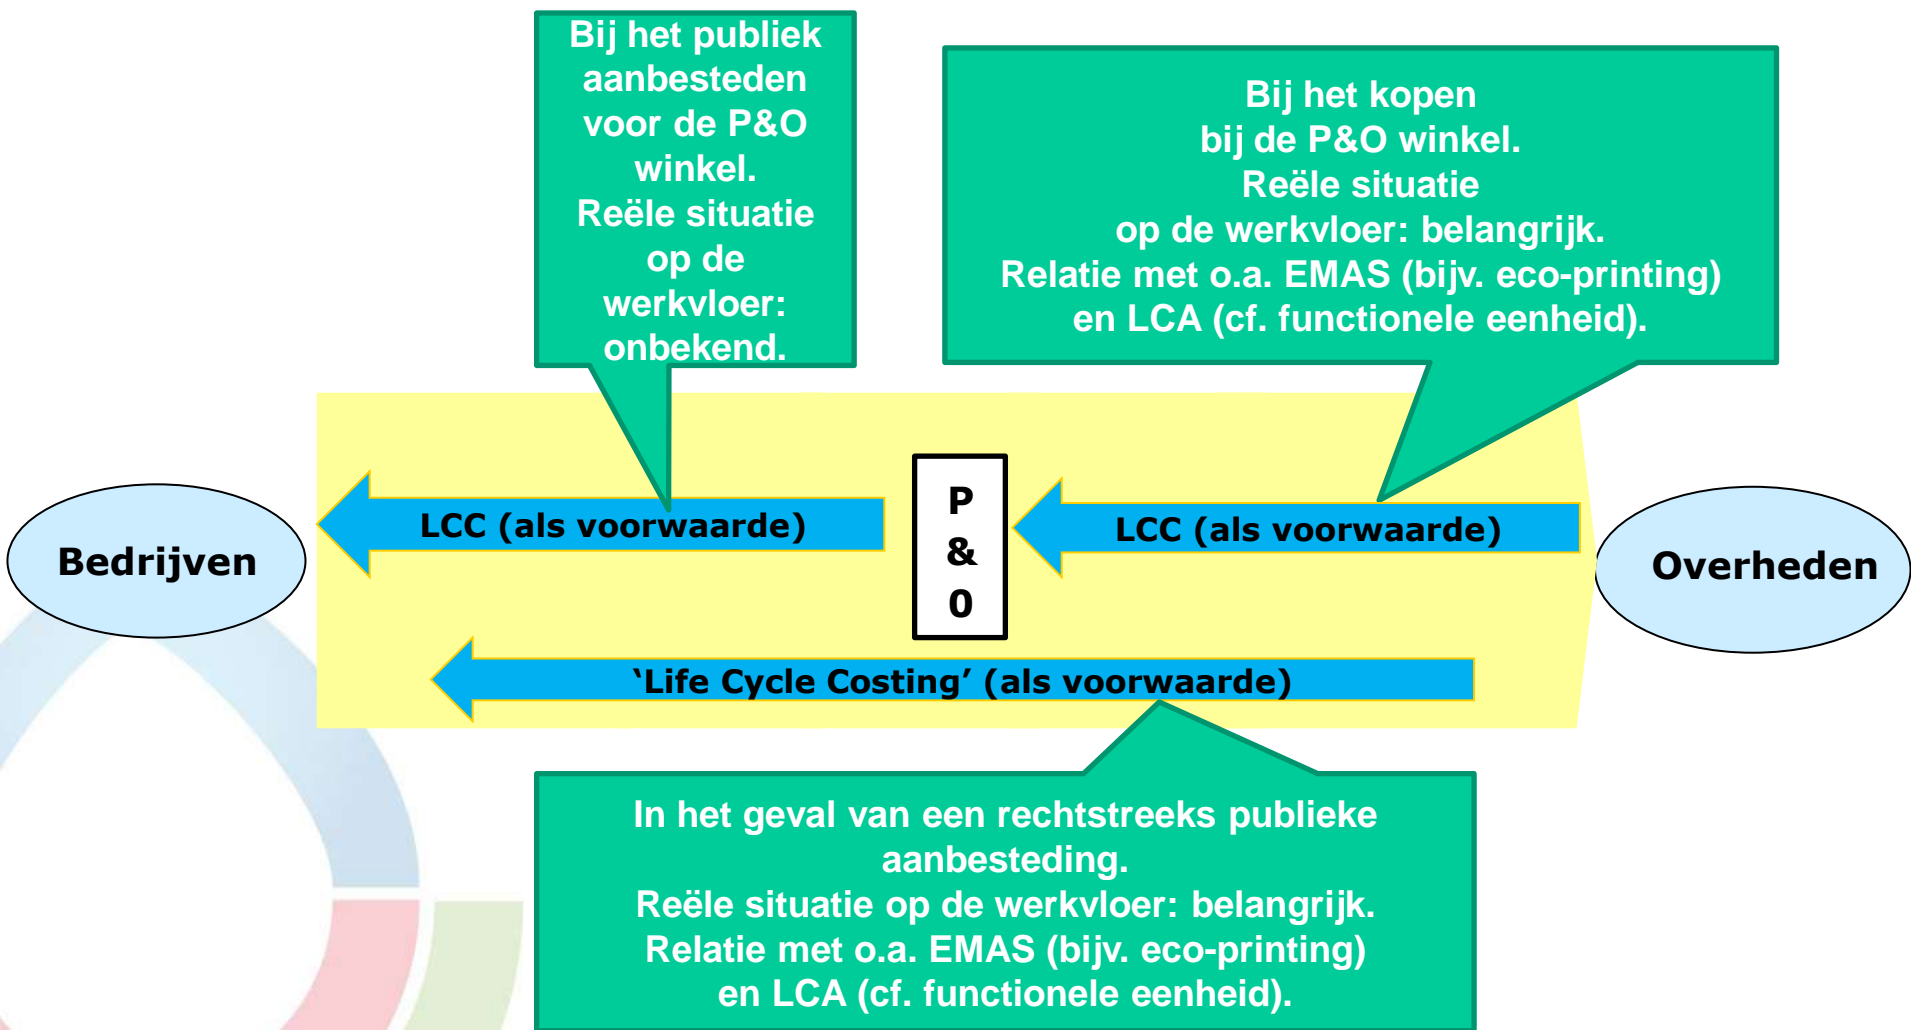 Bij het publiek
aanbesteden
voor de P&O
winkel.
Reële situatie
op de
werkvloer:
onbekend.
Bij het kopen
bij de P&O winkel.
Reële situatie
op de werkvloer: belangrijk.
Relatie met o.a. EMAS (bijv. eco-printing)
en LCA (cf. functionele eenheid).
Bedrijven
LCC (als voorwaarde)
P
&
0
LCC (als voorwaarde)
Overheden
‘Life Cycle Costing’ (als voorwaarde)
In het geval van een rechtstreeks publieke
aanbesteding.
Reële situatie op de werkvloer: belangrijk.
Relatie met o.a. EMAS (bijv. eco-printing)
en LCA (cf. functionele eenheid).